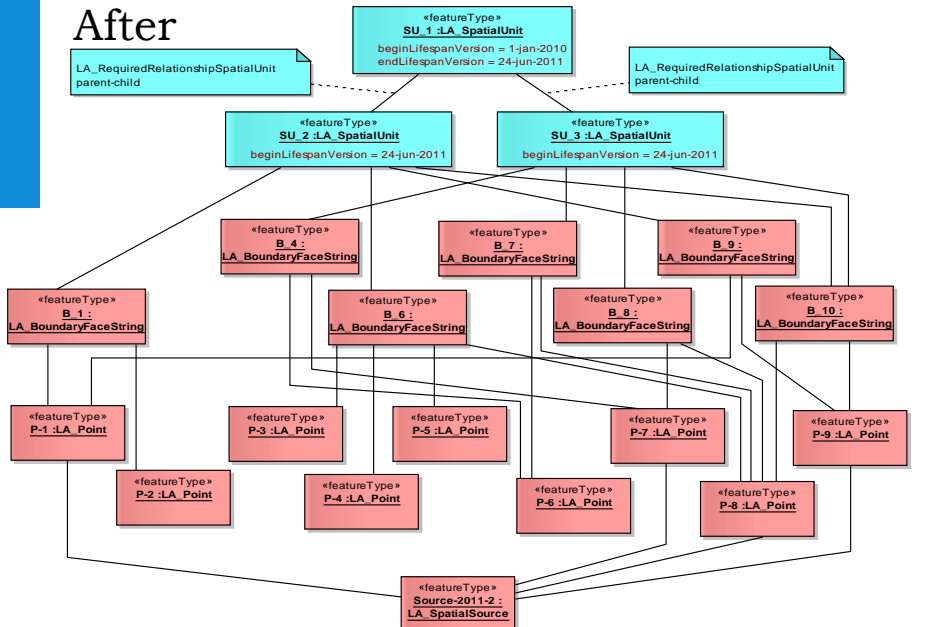 After
«featureType»
SU_1 :LA_SpatialUnit
beginLifespanVersion = 1-jan-2010
endLifespanVersion = 24-jun-2011
LA_RequiredRelationshipSpatialUnit
parent-child
LA_RequiredRelationshipSpatialUnit
parent-child
«featureType»
SU_2 :LA_SpatialUnit
beginLifespanVersion = 24-jun-2011
«featureType»
SU_3 :LA_SpatialUnit
beginLifespanVersion = 24-jun-2011
«featureType»
B_4 :
LA_BoundaryFaceString
«featureType»
B_7 :
LA_BoundaryFaceString
«featureType»
B_9 :
LA_BoundaryFaceString
«featureType»
B_1 :
LA_BoundaryFaceString
«featureType»
B_6 :
LA_BoundaryFaceString
«featureType»
B_8 :
LA_BoundaryFaceString
«featureType»
B_10 :
LA_BoundaryFaceString
«featureType»
P-1 :LA_Point
«featureType»
P-3 :LA_Point
«featureType»
P-5 :LA_Point
«featureType»
P-7 :LA_Point
«featureType»
P-9 :LA_Point
«featureType»
P-2 :LA_Point
«featureType»
P-4 :LA_Point
«featureType»
P-6 :LA_Point
«featureType»
P-8 :LA_Point
«featureType»
Source-2011-2 :
LA_SpatialSource